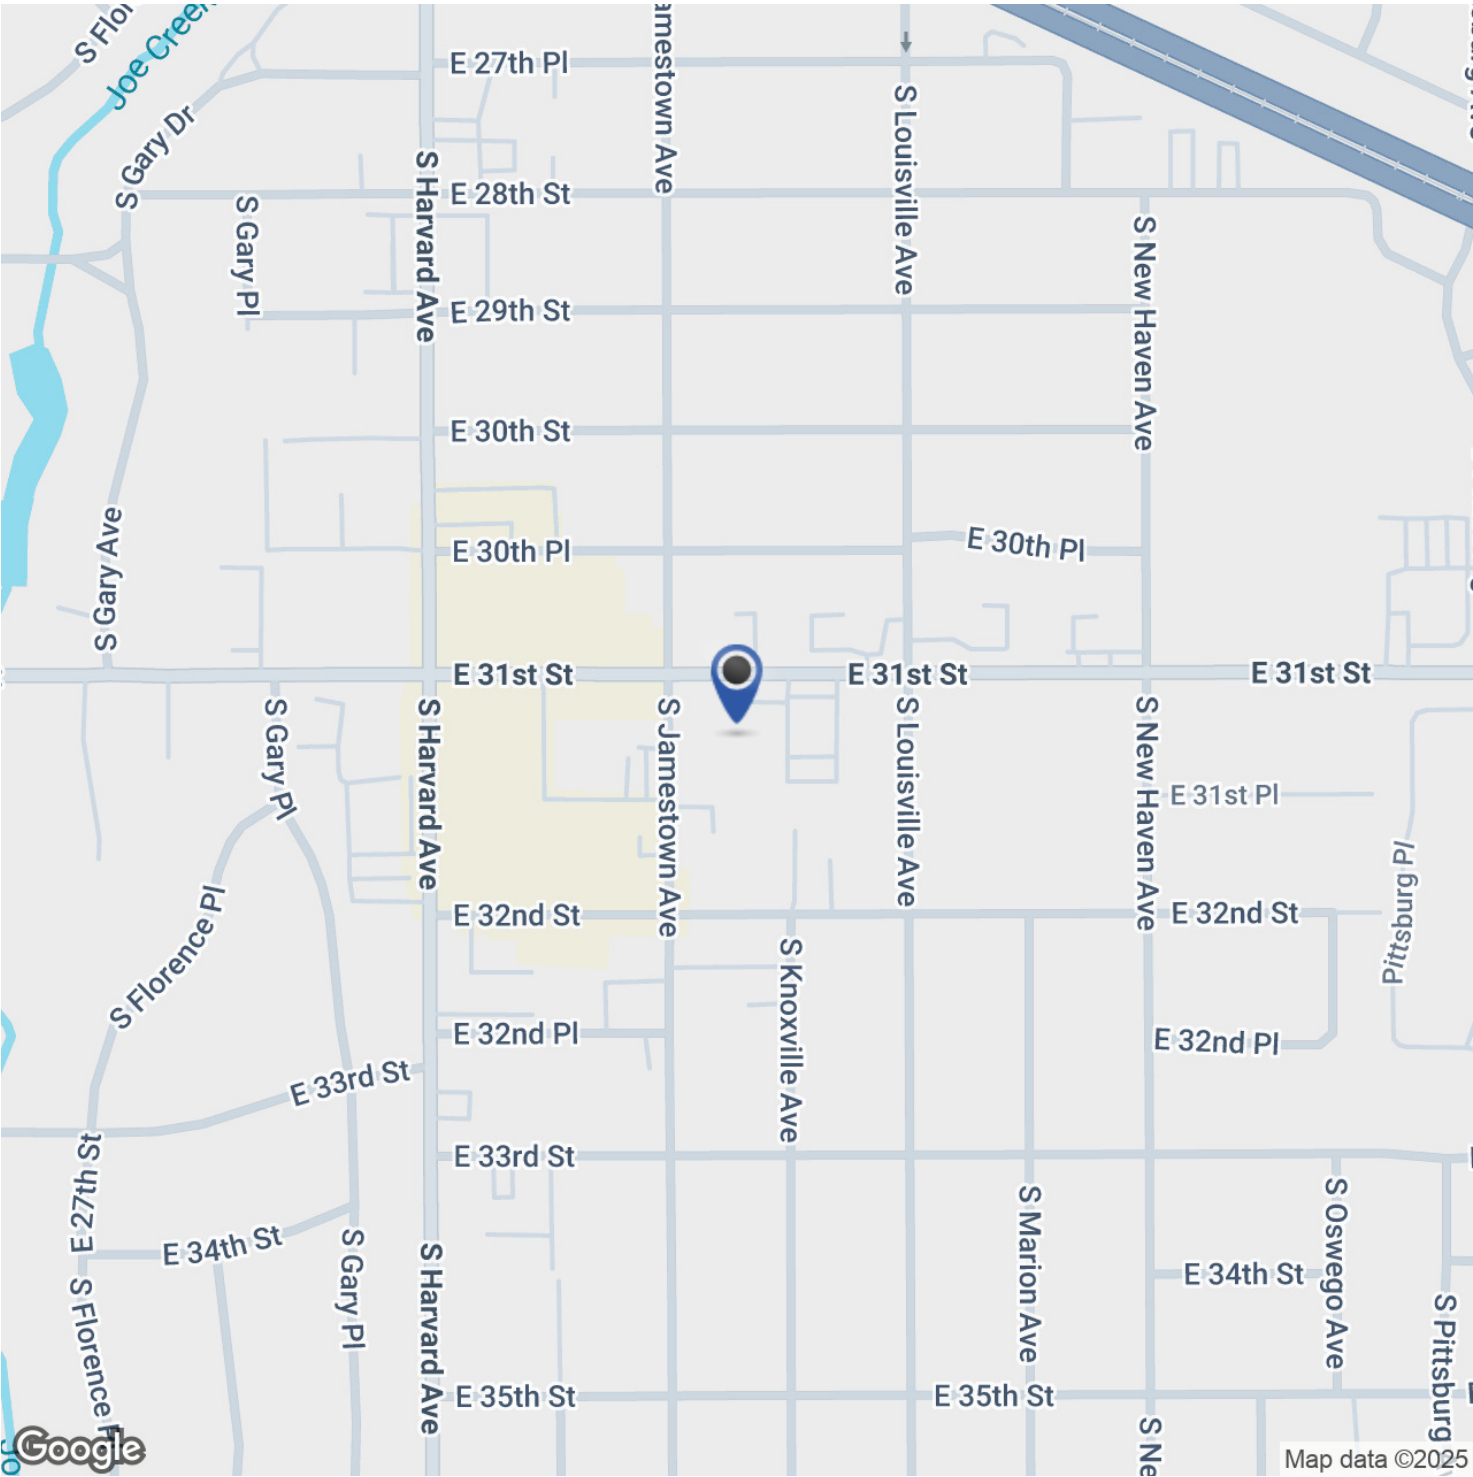 S Flor
Joe Creek
amestown Ave
E 27th Pl
S Gary Dr
S Louisville Ave
S Harvard Ave
E 28th St
S Gary Pl
S New Haven Ave
E 29th St
E 30th St
S Gary Ave
E 30th Pl
E 30th Pl
E 31st St
E 31st St
E 31st St
S Gary Pl
S Harvard Ave
S Jamestown Ave
S Louisville Ave
S New Haven Ave
E 31st Pl
Pittsburg Pl
S Florence Pl
E 32nd St
E 32nd St
S Knoxville Ave
E 32nd Pl
E 32nd Pl
E 33rd St
E 27th St
E 33rd St
S Marion Ave
S Oswego Ave
E 34th St
S Gary Pl
S Harvard Ave
E 34th St
S Florence P
S Pittsburg
E 35th St
E 35th St
S Ne
Jo
Google
Map data ©2025